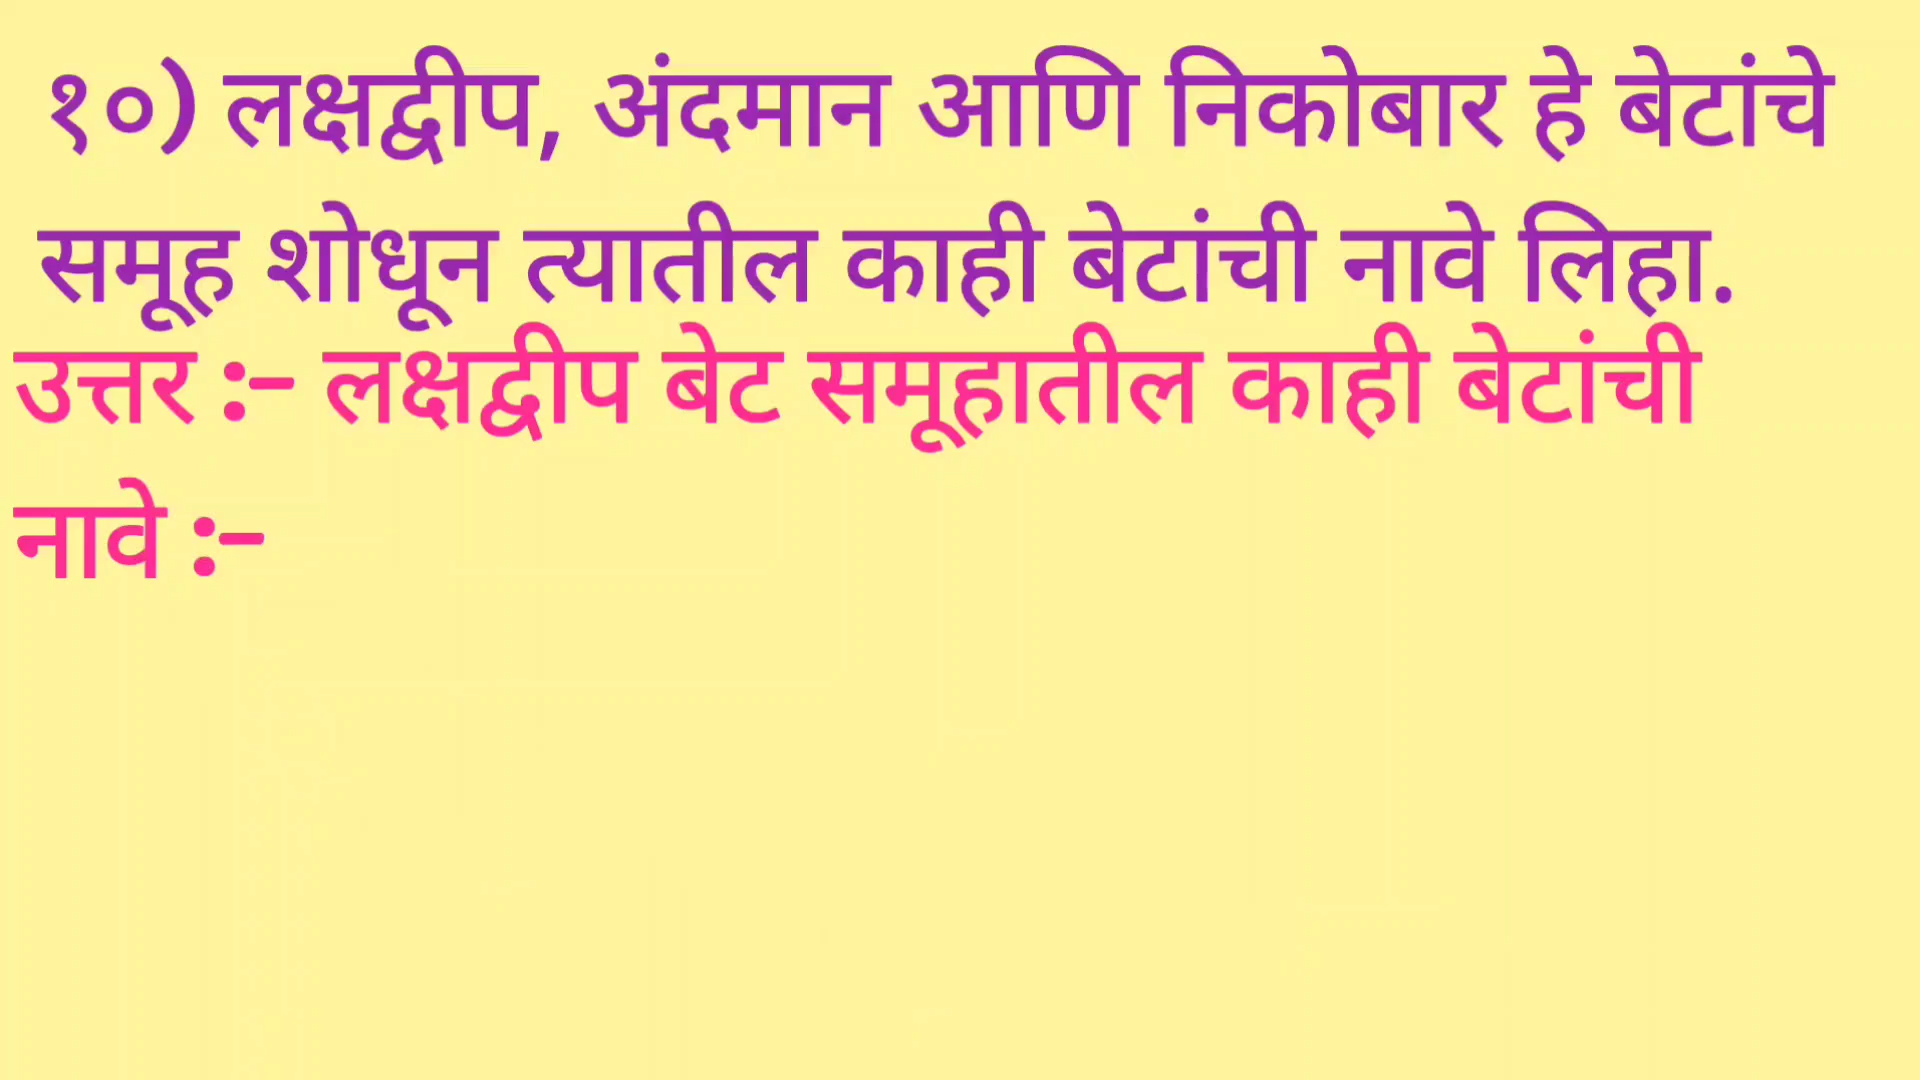 १०) लक्षद्वीप, अंदमान आणि निकोबार हे बेटांचे
समूह शोधून त्यातील काही बेटांची नावे लिहा.
उत्तर :- लक्षद्वीप बेट समूहातील काही बेटांची
नावे :-